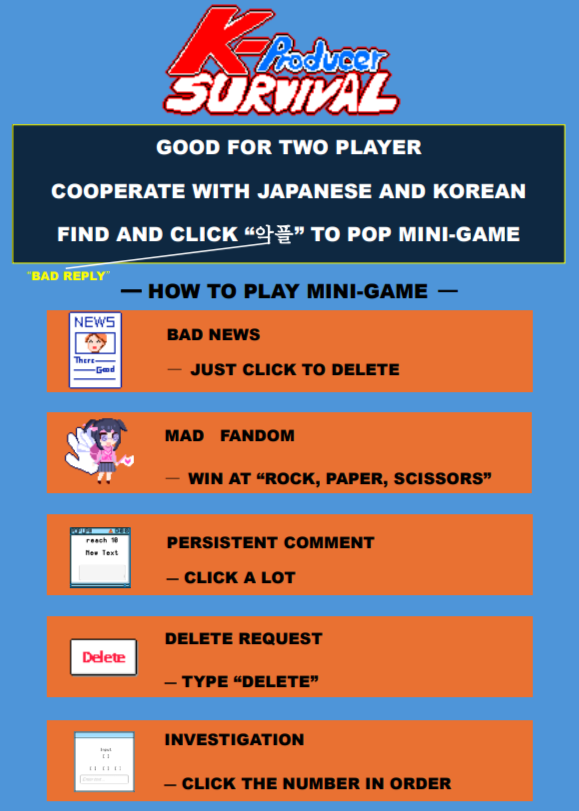 K-Producer
SURVIVAL
GOOD FOR TWO PLAYER
COOPERATE WITH JAPANESE AND KOREAN
FIND AND CLICK “악플” TO POP MINI-GAME
“BAD REPLY”
— HOW TO PLAY MINI-GAME —
NEWS
There
Good
BAD NEWS
— JUST CLICK TO DELETE
MAD FANDOM
— WIN AT “ROCK, PAPER, SCISSORS”
reach 10
New Text
PERSISTENT COMMENT
— CLICK A LOT
Delete
DELETE REQUEST
— TYPE “DELETE”
INVESTIGATION
— CLICK THE NUMBER IN ORDER